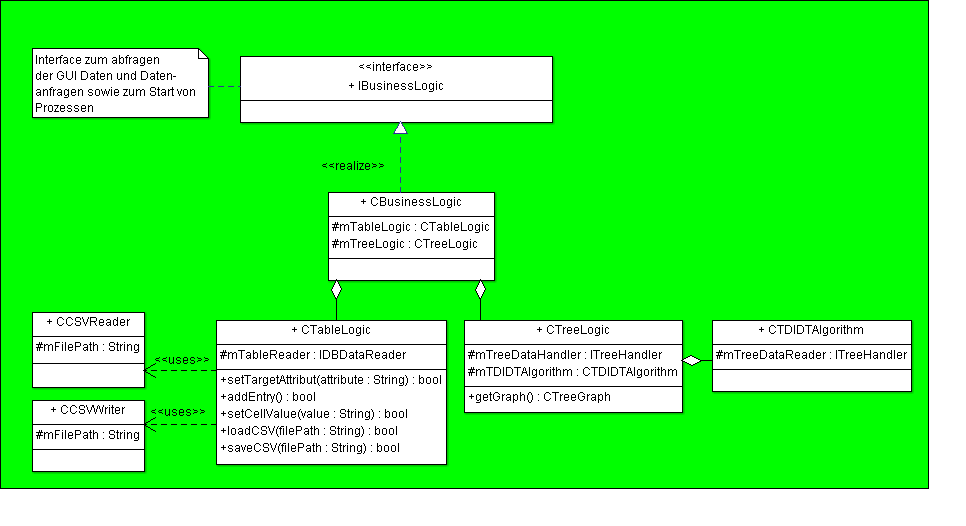 Interface zum abfragen
der GUI Daten und Daten-
anfragen sowie zum Start von
Prozessen
<<interface>>
+ IBusinessLogic
<<realize>>
+ CBusinessLogic
#mTableLogic : CTableLogic
#mTreeLogic : CTreeLogic
+ CCSVReader
#mFilePath : String
<<uses>>
+ CCSVWriter
#mFilePath : String
<<uses>>
+ CTableLogic
#mTableReader : IDBDataReader
+setTargetAttribut(attribute : String) : bool
+addEntry() : bool
+setCellValue(value : String) : bool
+loadCSV(filePath : String) : bool
+saveCSV(filePath : String) : bool
+ CTreeLogic
#mTreeDataHandler : ITreeHandler
#mTDIDTAlgorithm : CTDIDTAlgorithm
+getGraph() : CTreeGraph
+ CTDIDTAlgorithm
#mTreeDataReader : ITreeHandler